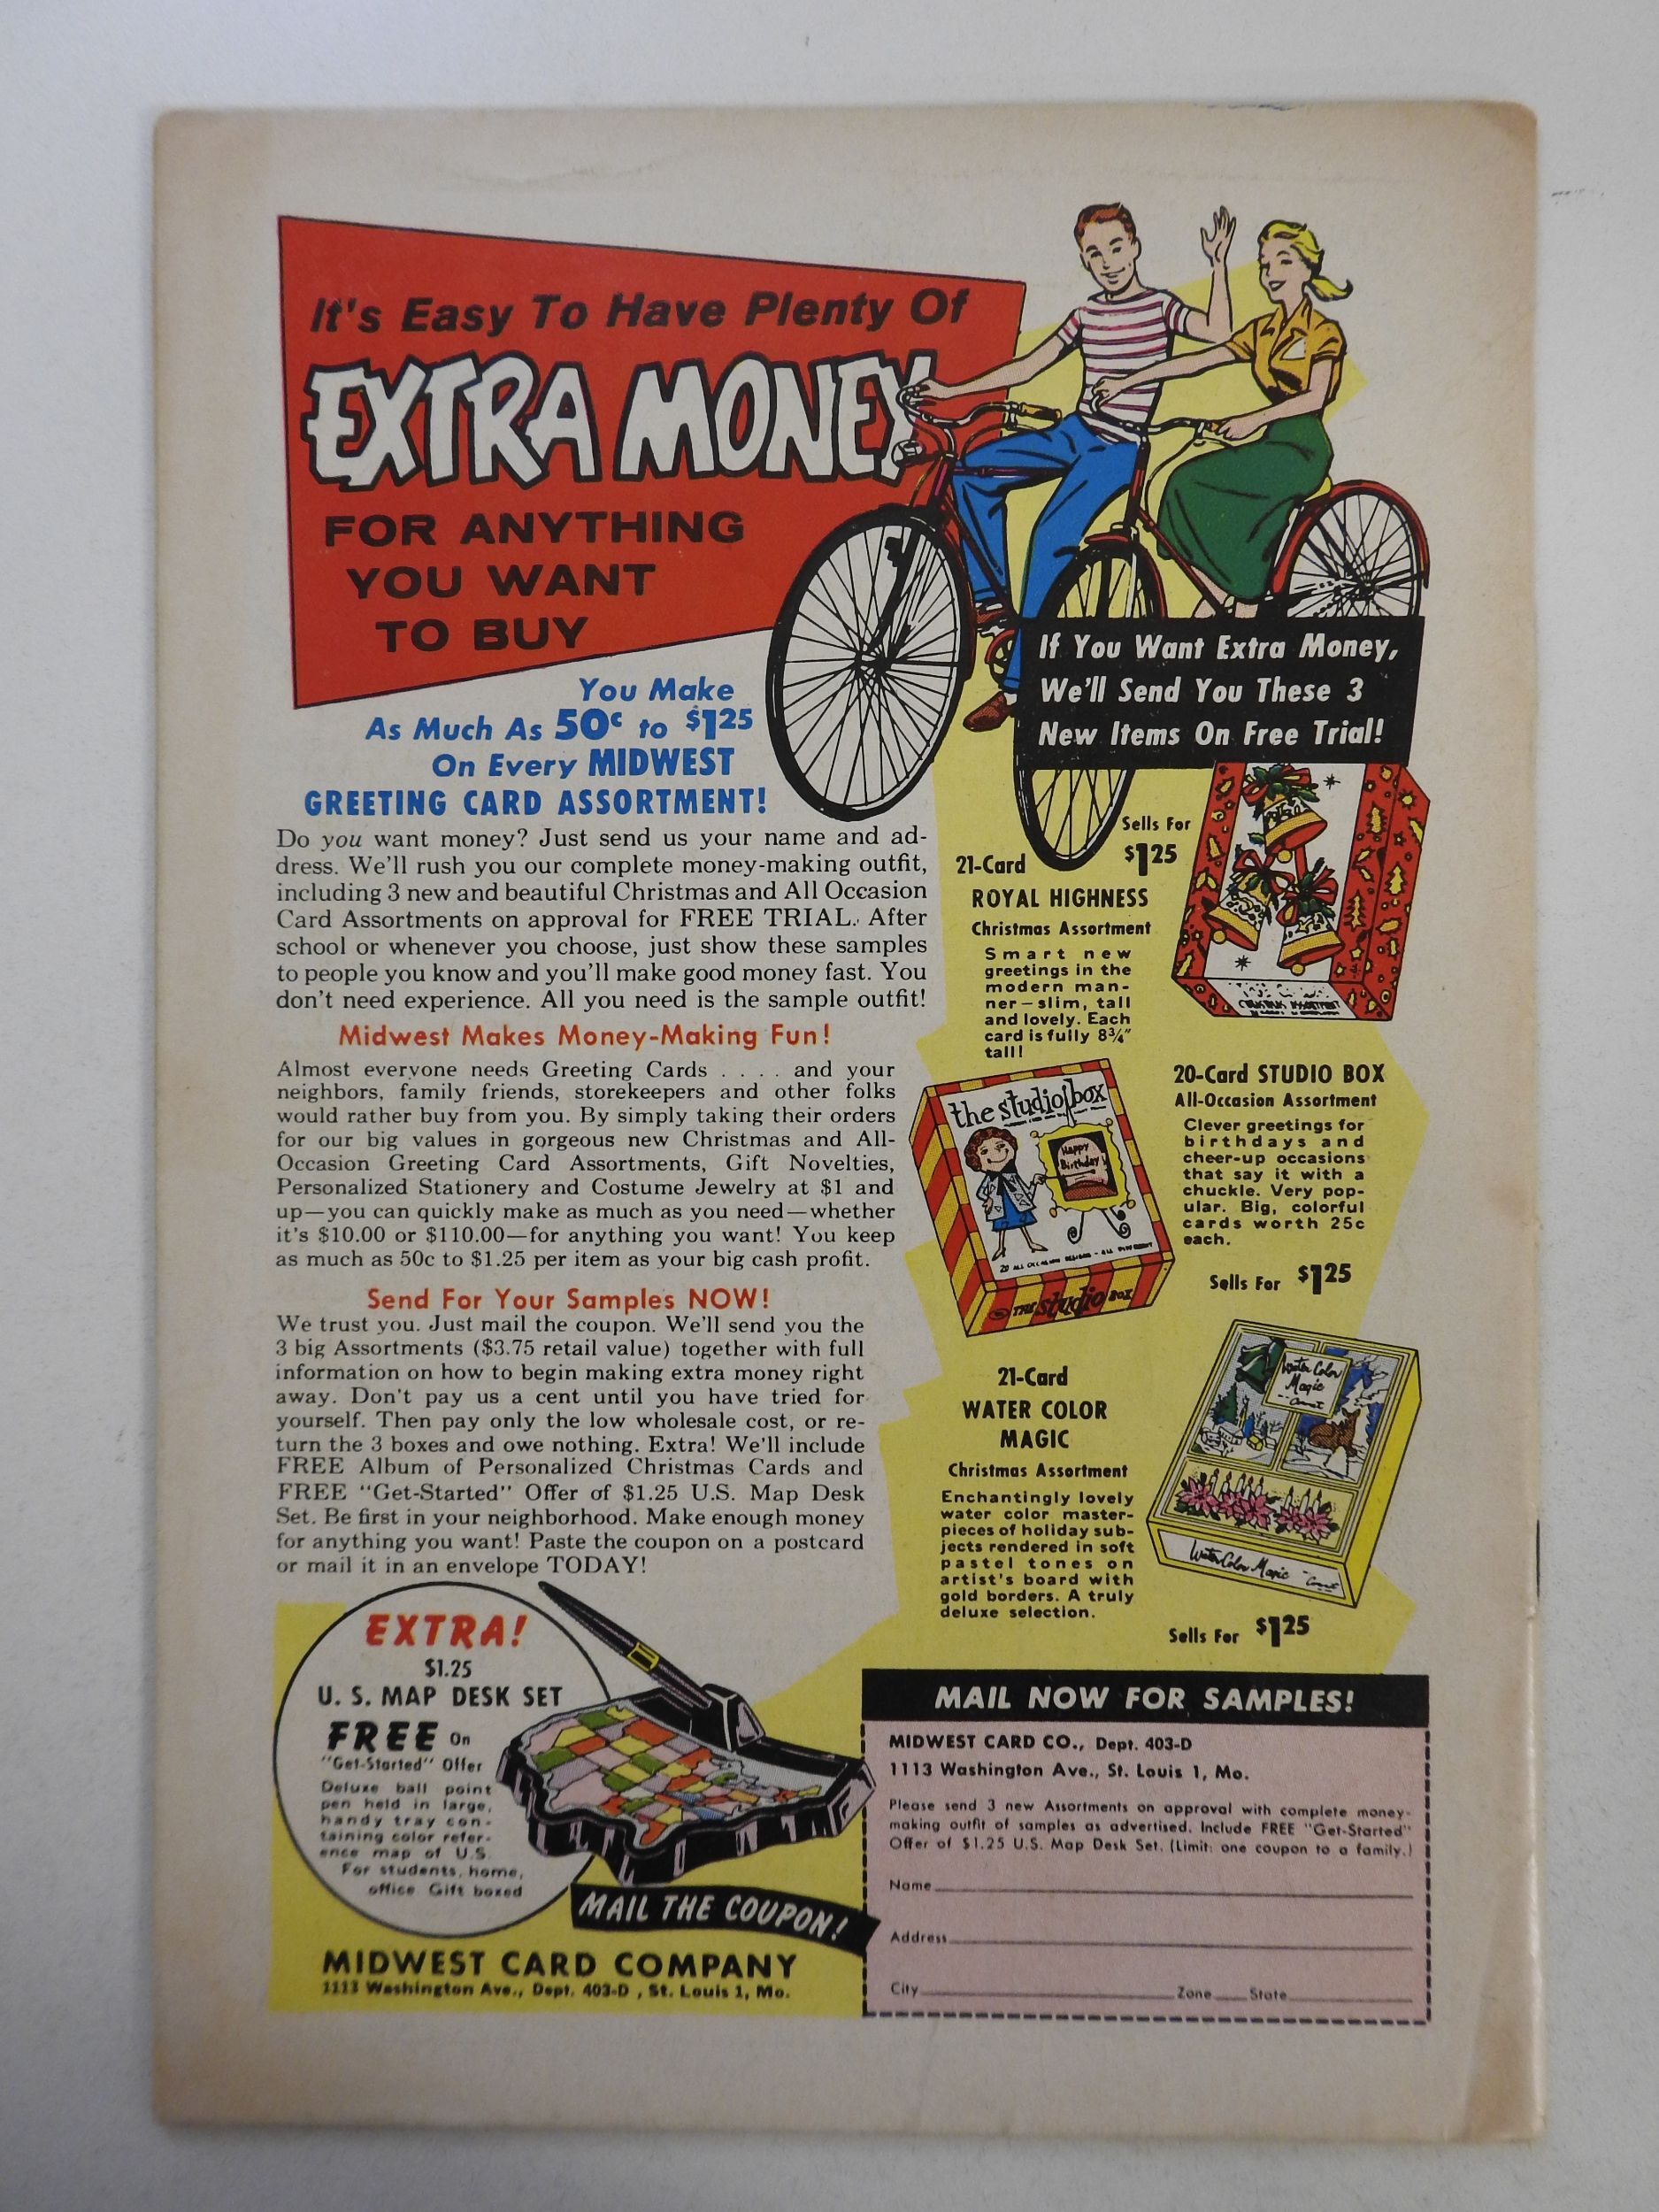 It's Easy To Have Plenty Of
EXTRA MONEY
FOR ANYTHING
YOU WANT
TO BUY
You Make
As Much As 50c to $1.25
On Every MIDWEST
GREETING CARD ASSORTMENT!
Do you want money? Just send us your name and ad-
dress. We'll rush you our complete money-making outfit,
including 3 new and beautiful Christmas and All Occasion
Card Assortments on approval for FREE TRIAL. After
school or whenever you choose, just show these samples
to people you know and you'll make good money fast. You
don't need experience. All you need is the sample outfit!
Midwest Makes Money-Making Fun!
Almost everyone needs Greeting Cards . . . . and your
neighbors, family friends, storekeepers and other folks
would rather buy from you. By simply taking their orders
for our big values in gorgeous new Christmas and All-
Occasion Greeting Card Assortments, Gift Novelties,
Personalized Stationery and Costume Jewelry at $1 and
up—you can quickly make as much as you need—whether
it's $10.00 or $110.00—for anything you want! You keep
as much as 50c to $1.25 per item as your big cash profit.
Send For Your Samples NOW!
We trust you. Just mail the coupon. We'll send you the
3 big Assortments ($3.75 retail value) together with full
information on how to begin making extra money right
away. Don't pay us a cent until you have tried for
yourself. Then pay only the low wholesale cost, or re-
turn the 3 boxes and owe nothing. Extra! We'll include
FREE Album of Personalized Christmas Cards and
FREE "Get-Started" Offer of $1.25 U.S. Map Desk
Set. Be first in your neighborhood. Make enough money
for anything you want! Paste the coupon on a postcard
or mail it in an envelope TODAY!
If You Want Extra Money,
We'll Send You These 3
New Items On Free Trial!
Sells For
$1.25
21-Card
ROYAL HIGHNESS
Christmas Assortment
Smart new
greetings in the
modern man-
ner—slim, tall
and lovely. Each
card is fully 8¾"
tall!
CHRISTMAS ASSORTMENT
the studio box
Happy
Birthday!
20 ALL OCCASION DESIGNS - ALL DIFFERENT
THE studio BOX
20-Card STUDIO BOX
All-Occasion Assortment
Clever greetings for
birthdays and
cheer-up occasions
that say it with a
chuckle. Very pop-
ular. Big, colorful
cards worth 25c
each.
Sells For $1.25
21-Card
WATER COLOR
MAGIC
Christmas Assortment
Enchantingly lovely
water color master-
pieces of holiday sub-
jects rendered in soft
pastel tones on
artist's board with
gold borders. A truly
deluxe selection.
Water Color
Magic
Water Color Magic
Sells For $1.25
EXTRA!
$1.25
U. S. MAP DESK SET
FREE On
"Get-Started" Offer
Deluxe ball point
pen held in large,
handy tray con-
taining color refer-
ence map of U.S.
For students, home,
office Gift boxed
MAIL THE COUPON!
MIDWEST CARD COMPANY
1113 Washington Ave., Dept. 403-D , St. Louis 1, Mo.
MAIL NOW FOR SAMPLES!
MIDWEST CARD CO., Dept. 403-D
1113 Washington Ave., St. Louis 1, Mo.
Please send 3 new Assortments on approval with complete money-
making outfit of samples as advertised. Include FREE "Get-Started"
Offer of $1.25 U.S. Map Desk Set. (Limit: one coupon to a family.)
Name
Address
City Zone State